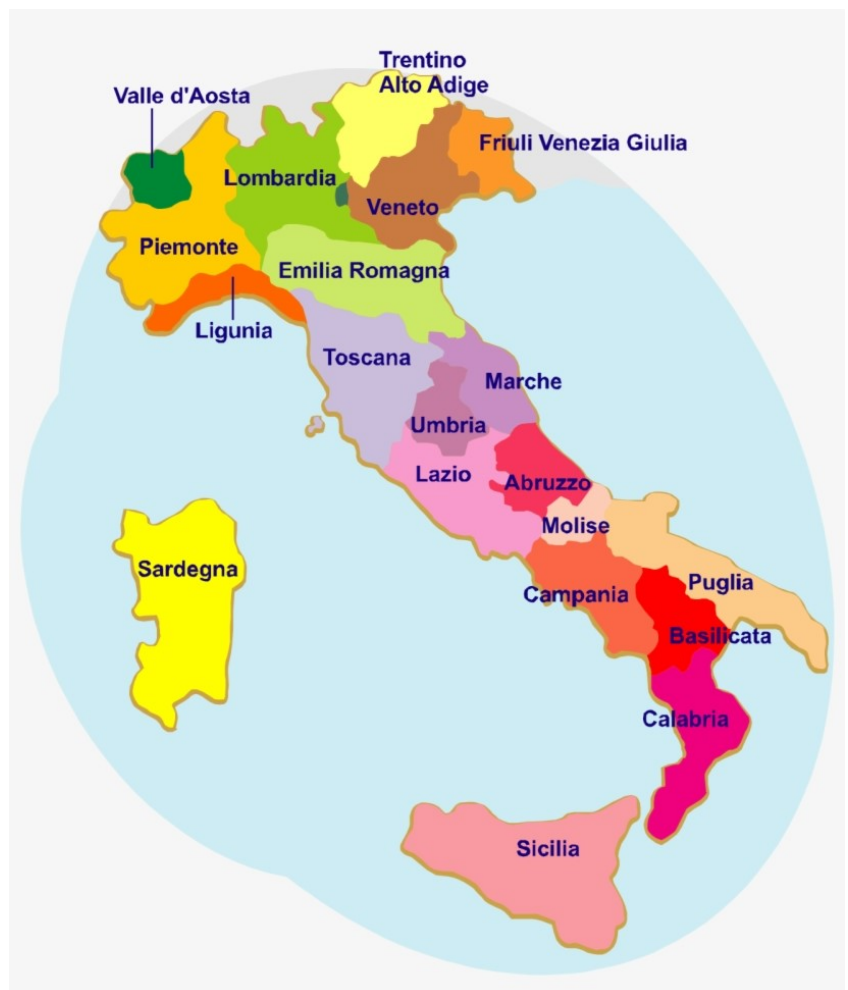 Trentino
Alto Adige
Valle d'Aosta
Friuli Venezia Giulia
Lombardia
Veneto
Piemonte
Emilia Romagna
Ligunia
Toscana
Marche
Umbria
Lazio
Abruzzo
Molise
Sardegna
Puglia
Campania
Basilicata
Calabria
Sicilia